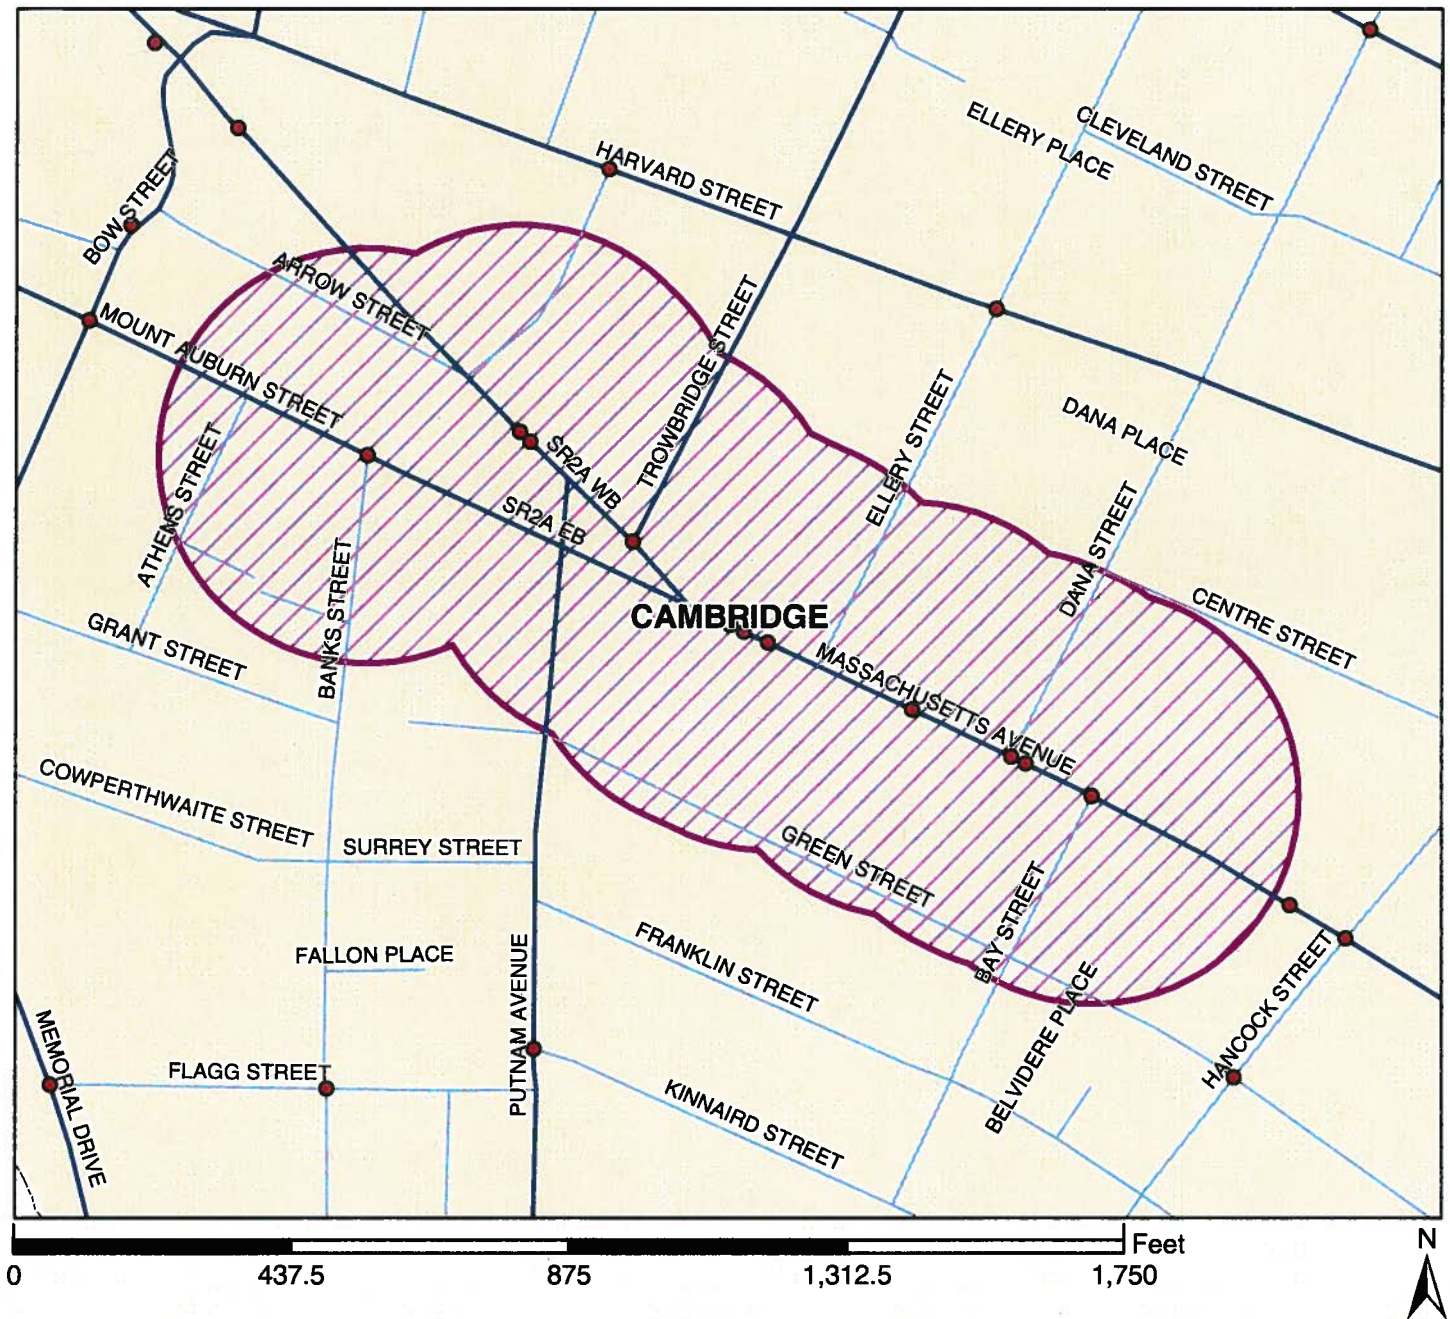 ELLERY PLACE
CLEVELAND STREET
HARVARD STREET
BOW STREET
ARROW STREET
MOUNT AUBURN STREET
TROWBRIDGE STREET
ELLERY STREET
DANA PLACE
ATHENS STREET
SR2A WB
SR2A EB
DANA STREET
BANKS STREET
CENTRE STREET
CAMBRIDGE
GRANT STREET
MASSACHUSETTS AVENUE
COWPERTHWAITE STREET
SURREY STREET
GREEN STREET
BAY STREET
FALLON PLACE
PUTNAM AVENUE
FRANKLIN STREET
BELVIDERE PLACE
HANCOCK STREET
MEMORIAL DRIVE
FLAGG STREET
KINNAIRD STREET
Feet
N
0 437.5 875 1,312.5 1,750